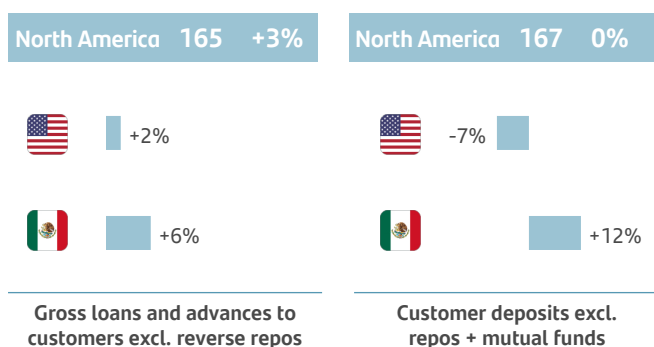 North America 165 +3%
+2%
+6%
Gross loans and advances to
customers excl. reverse repos
North America 167 0%
-7%
+12%
Customer deposits excl.
repos + mutual funds